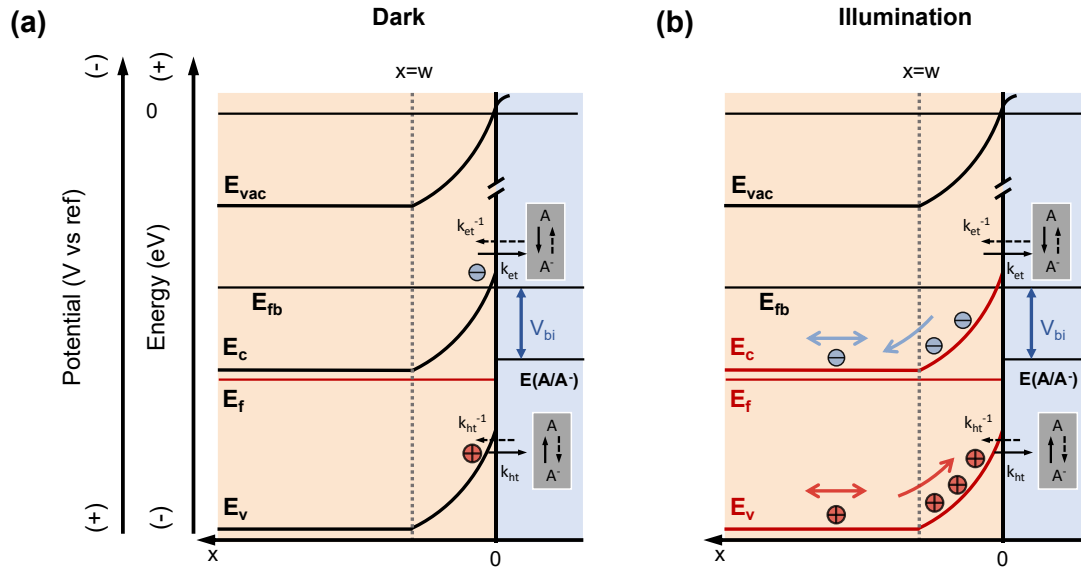 (a)
Dark
(b)
Illumination
(-)
(+)
Potential (V vs ref)
Energy (eV)
(+)
(-)
0
x=w
E_vac
k_et^-1
A
A^-
k_et
E_fb
V_bi
E_c
E(A/A^-)
E_f
k_ht^-1
A
A^-
k_ht
E_v
x
0
x=w
E_vac
k_et^-1
A
A^-
k_et
E_fb
V_bi
E_c
E(A/A^-)
E_f
k_ht^-1
A
A^-
k_ht
E_v
x
0